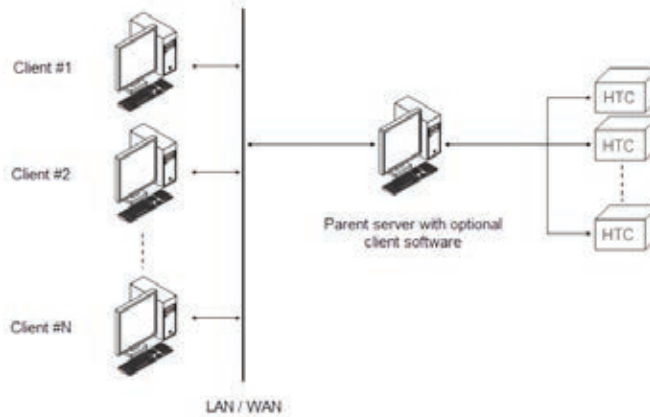 Client #1
Client #2
Client #N
LAN / WAN
Parent server with optional
client software
HTC
HTC
HTC